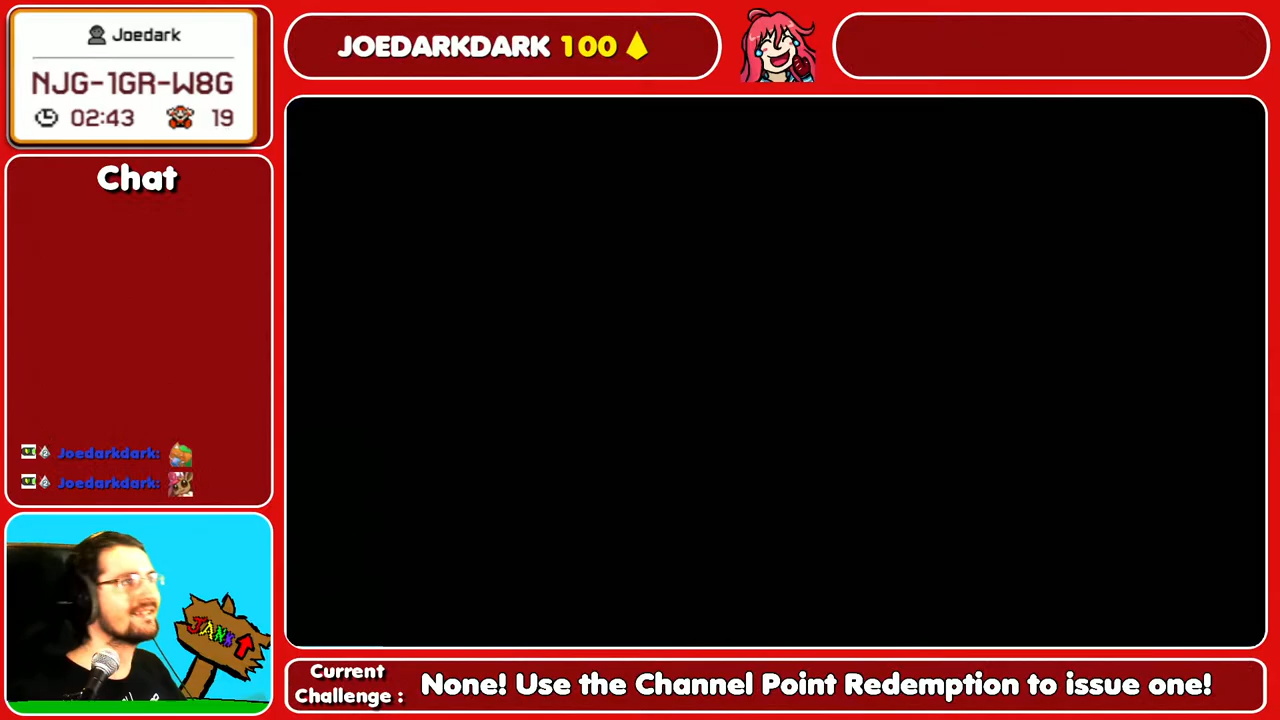 Joedark
NJG-1GR-W8G
02:43 19
JOEDARKDARK 100
Chat
Joedarkdark:
Joedarkdark:
JANK
Current Challenge :
None! Use the Channel Point Redemption to issue one!